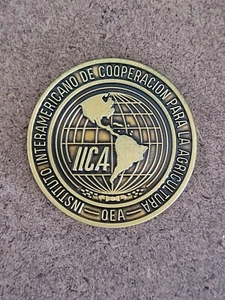 INSTITUTO INTERAMERICANO DE COOPERACION PARA LA AGRICULTURA
IICA
OEA